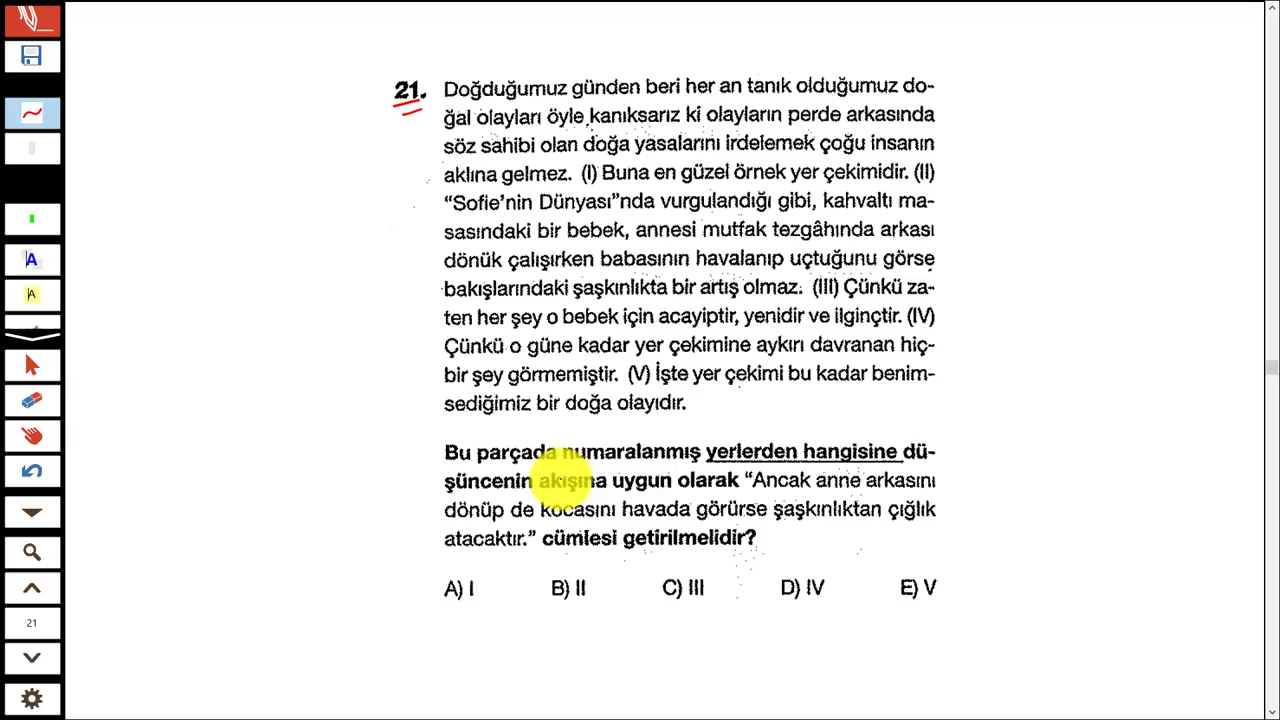 21. Doğduğumuz günden beri her an tanık olduğumuz do-
ğal olayları öyle kanıksarız ki olayların perde arkasında
söz sahibi olan doğa yasalarını irdelemek çoğu insanın
aklına gelmez. (I) Buna en güzel örnek yer çekimidir. (II)
“Sofie’nin Dünyası”nda vurgulandığı gibi, kahvaltı ma-
sasındaki bir bebek, annesi mutfak tezgâhında arkası
dönük çalışırken babasının havalanıp uçtuğunu görse
bakışlarındaki şaşkınlıkta bir artış olmaz. (III) Çünkü za-
ten her şey o bebek için acayiptir, yenidir ve ilginçtir. (IV)
Çünkü o güne kadar yer çekimine aykırı davranan hiç-
bir şey görmemiştir. (V) İşte yer çekimi bu kadar benim-
sediğimiz bir doğa olayıdır.
Bu parçada numaralanmış yerlerden hangisine dü-
şüncenin akışına uygun olarak “Ancak anne arkasını
dönüp de kocasını havada görürse şaşkınlıktan çığlık
atacaktır.” cümlesi getirilmelidir?
A) I B) II C) III D) IV E) V
A
A
21